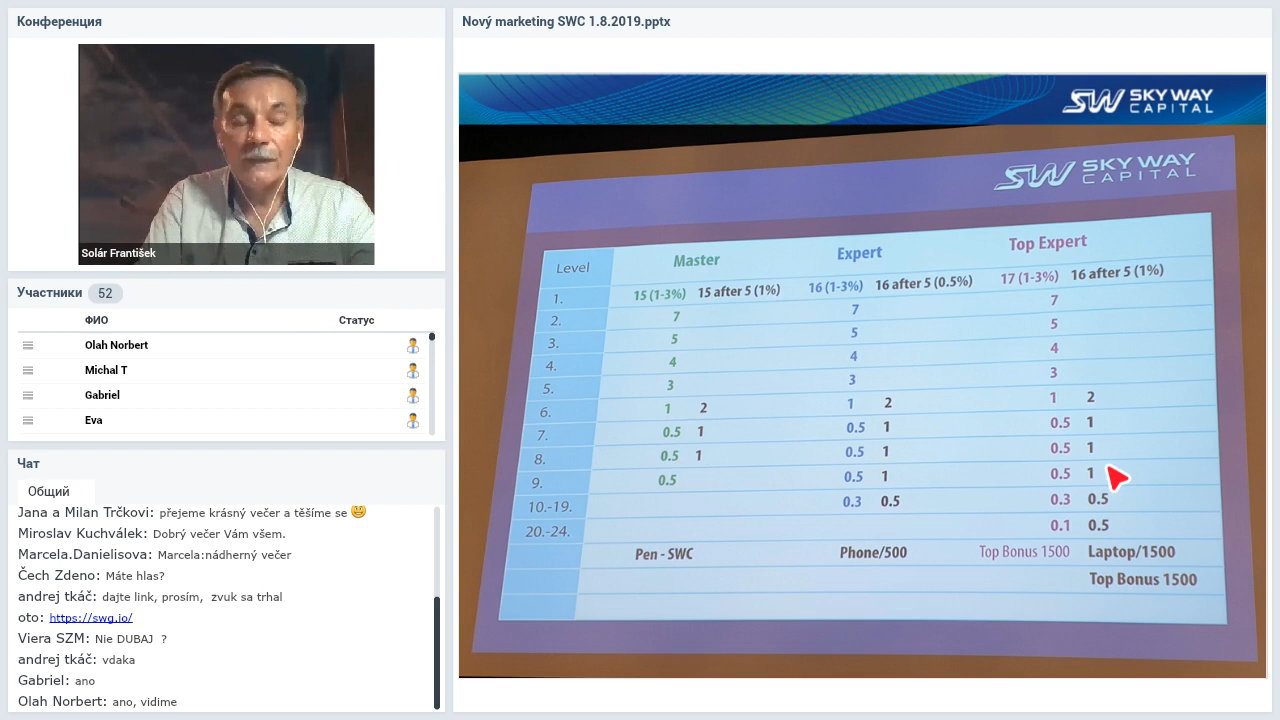 Конференция
Solár František
Участники 52
ФИО Статус
Olah Norbert
Michal T
Gabriel
Eva
Чат
Общий
Jana a Milan Trčkovi: přejeme krásný večer a těšíme se
Miroslav Kuchválek: Dobrý večer Vám všem.
Marcela.Danielisova: Marcela:nádherný večer
Čech Zdeno: Máte hlas?
andrej tkáč: dajte link, prosím, zvuk sa trhal
oto: https://swg.io/
Viera SZM: Nie DUBAJ ?
andrej tkáč: vdaka
Gabriel: ano
Olah Norbert: ano, vidime
Nový marketing SWC 1.8.2019.pptx
SW SKY WAY CAPITAL
SW SKY WAY CAPITAL
Level Master Expert Top Expert
1. 15 (1-3%) 15 after 5 (1%) 16 (1-3%) 16 after 5 (0.5%) 17 (1-3%) 16 after 5 (1%)
2. 7 7 7
3. 5 5 5
4. 4 4 4
5. 3 3 3
6. 1 2 1 2 1 2
7. 0.5 1 0.5 1 0.5 1
8. 0.5 1 0.5 1 0.5 1
9. 0.5 0.5 1 0.5 1
10.-19. 0.3 0.5 0.3 0.5
20.-24. 0.1 0.5
Pen - SWC Phone/500 Top Bonus 1500 Laptop/1500
Top Bonus 1500